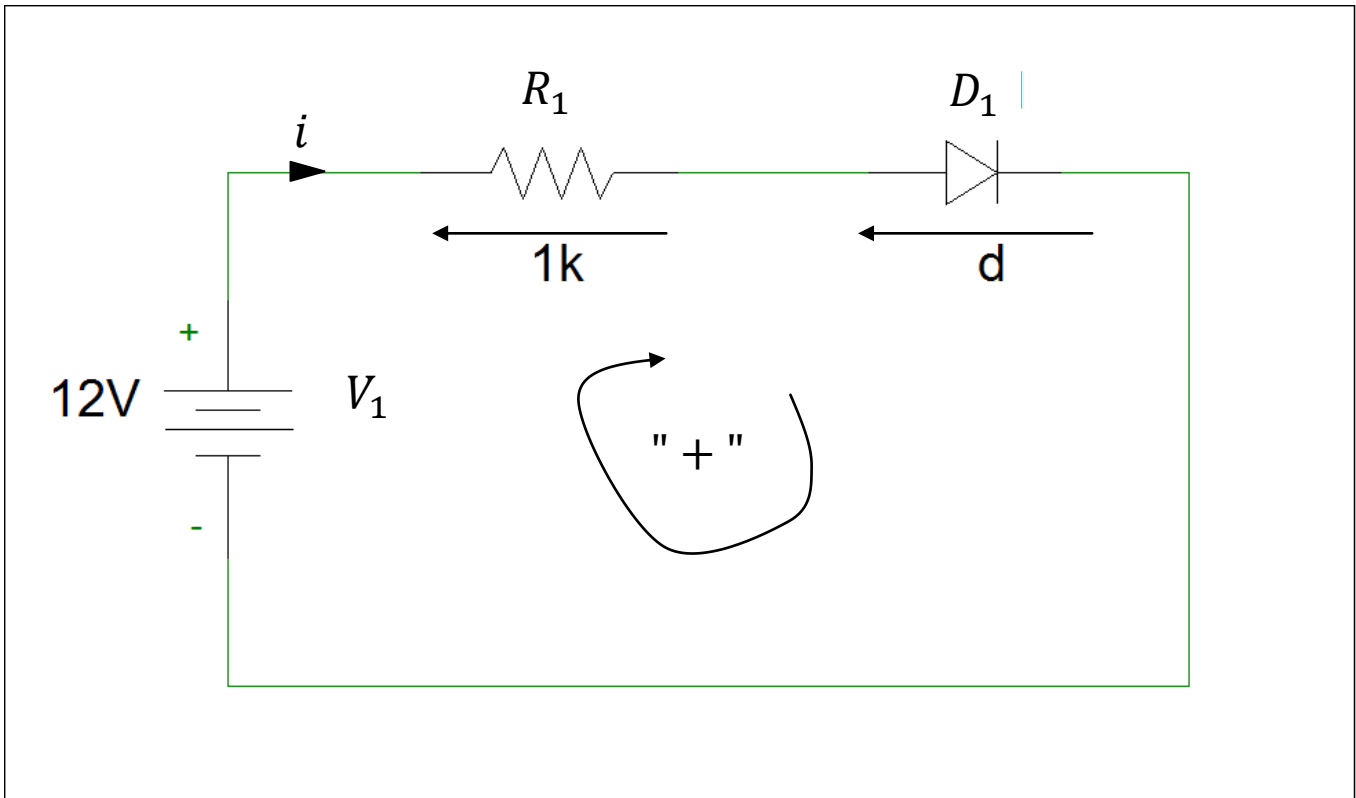 R₁
D₁
i
1k
d
+
12V
V₁
" + "
-